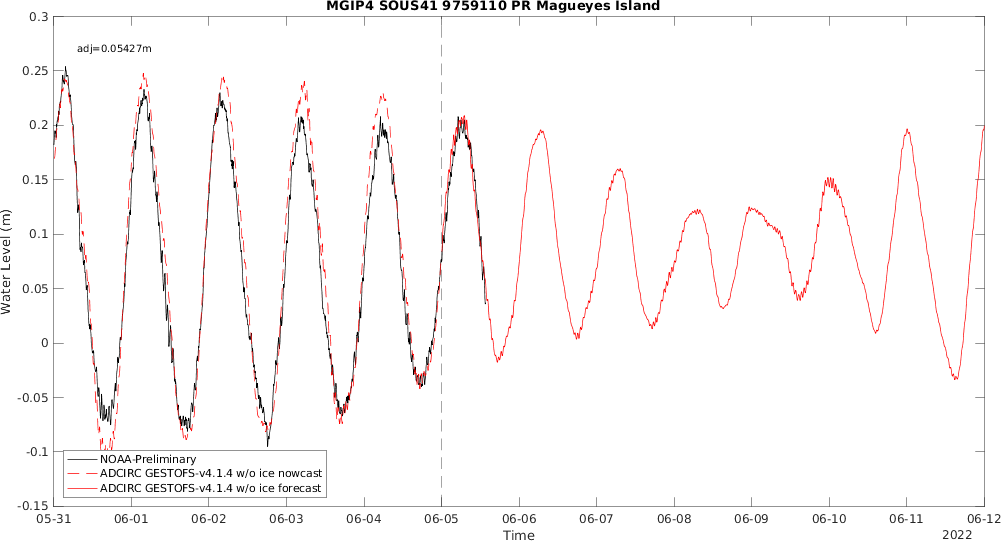 MGIP4 SOUS41 9759110 PR Magueyes Island
adj=0.05427m
0.3
0.25
0.2
0.15
0.1
0.05
0
-0.05
-0.1
-0.15
Water Level (m)
NOAA-Preliminary
ADCIRC GESTOFS-v4.1.4 w/o ice nowcast
ADCIRC GESTOFS-v4.1.4 w/o ice forecast
05-31 06-01 06-02 06-03 06-04 06-05 06-06 06-07 06-08 06-09 06-10 06-11 06-12
2022
Time